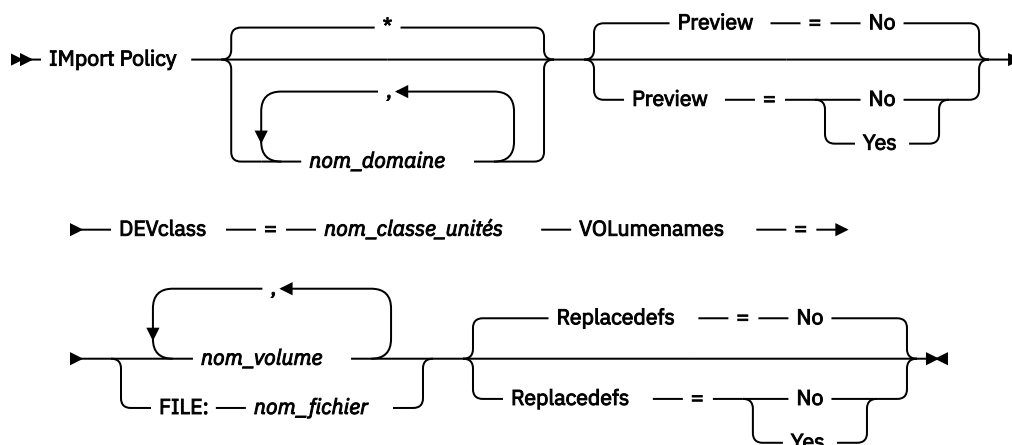 *
Preview = No
IMport Policy
,
nom_domaine
Preview = No
Yes
DEVclass = nom_classe_unités VOLumenames =
,
nom_volume
FILE: nom_fichier
Replacedefs = No
Replacedefs = No
Yes